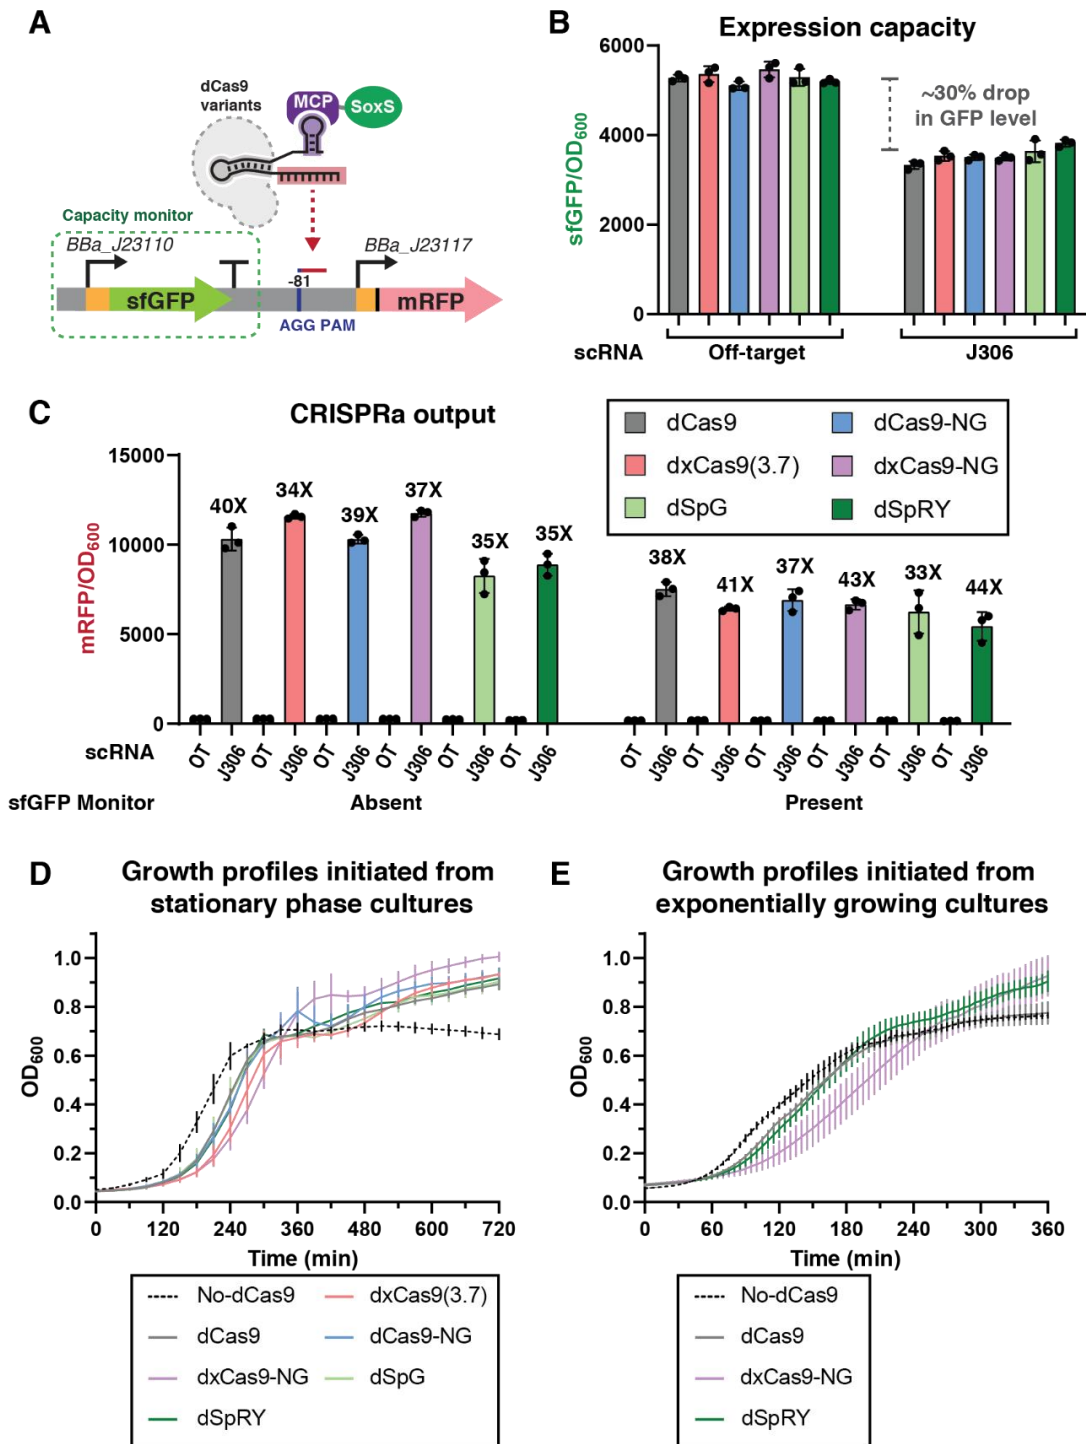 A
dCas9
variants
MCP
SoxS
Capacity monitor
BBa_J23110
BBa_J23117
-81
sfGFP
mRFP
AGG PAM
B
Expression capacity
6000
4000
2000
0
sfGFP/OD600
~30% drop
in GFP level
scRNA
Off-target
J306
C
CRISPRa output
dCas9
dCas9-NG
dxCas9(3.7)
dxCas9-NG
dSpG
dSpRY
15000
10000
5000
0
mRFP/OD600
40X
34X
39X
37X
35X
35X
38X
41X
37X
43X
33X
44X
scRNA
OT J306 OT J306 OT J306 OT J306 OT J306 OT J306
OT J306 OT J306 OT J306 OT J306 OT J306 OT J306
sfGFP Monitor
Absent
Present
D
Growth profiles initiated from
stationary phase cultures
1.0
0.8
0.6
0.4
0.2
0.0
OD600
0 120 240 360 480 600 720
Time (min)
No-dCas9
dxCas9(3.7)
dCas9
dCas9-NG
dxCas9-NG
dSpG
dSpRY
E
Growth profiles initiated from
exponentially growing cultures
1.0
0.8
0.6
0.4
0.2
0.0
OD600
0 60 120 180 240 300 360
Time (min)
No-dCas9
dCas9
dxCas9-NG
dSpRY